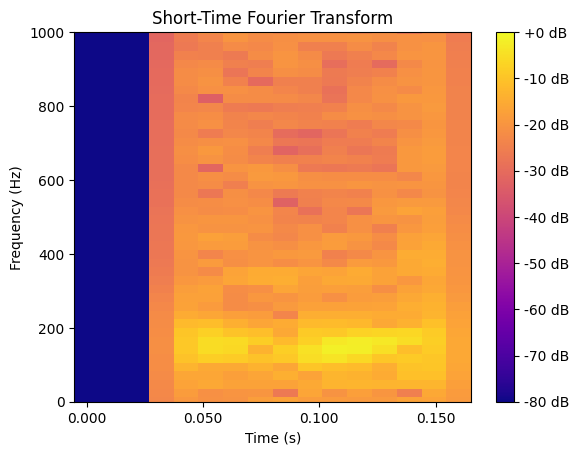 Short-Time Fourier Transform
1000
800
600
400
200
0
Frequency (Hz)
0.000
0.050
0.100
0.150
Time (s)
+0 dB
-10 dB
-20 dB
-30 dB
-40 dB
-50 dB
-60 dB
-70 dB
-80 dB